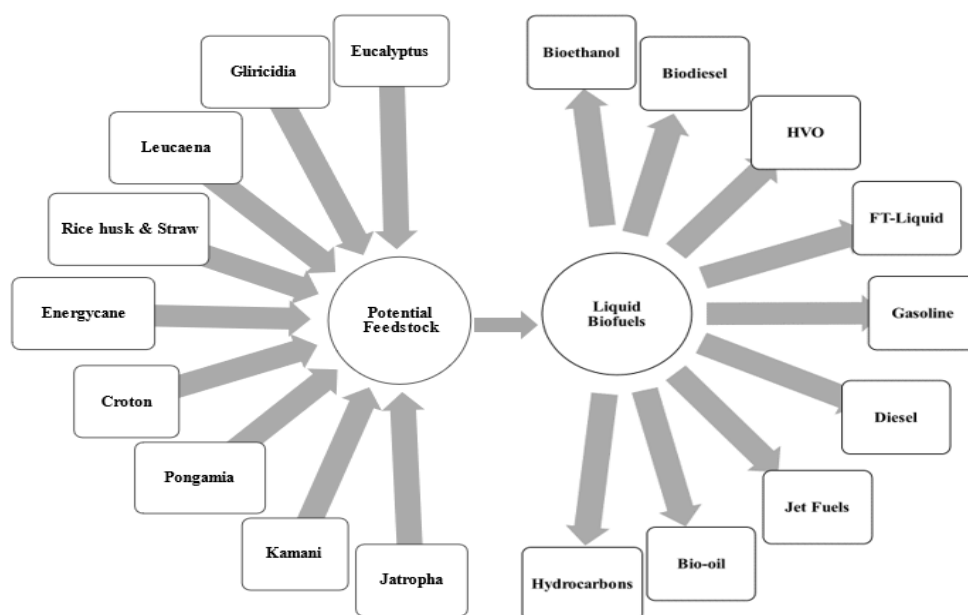 Eucalyptus
Gliricidia
Leucaena
Rice husk & Straw
Energycane
Croton
Pongamia
Kamani
Jatropha
Potential
Feedstock
Liquid
Biofuels
Bioethanol
Biodiesel
HVO
FT-Liquid
Gasoline
Diesel
Jet Fuels
Bio-oil
Hydrocarbons